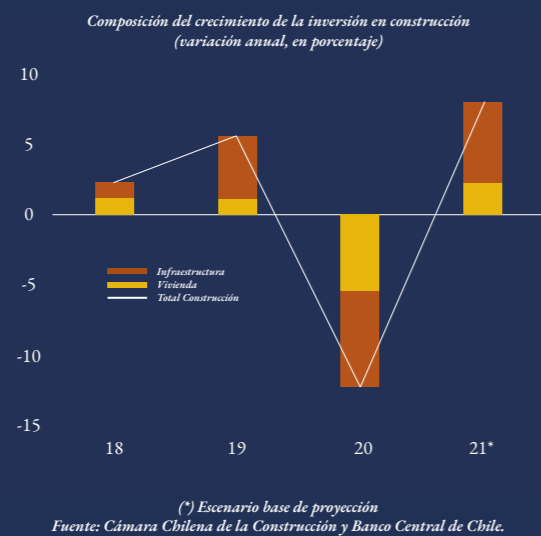 Composición del crecimiento de la inversión en construcción
(variación anual, en porcentaje)
10
5
0
-5
-10
-15
Infraestructura
Vivienda
Total Construcción
18 19 20 21*
(*) Escenario base de proyección
Fuente: Cámara Chilena de la Construcción y Banco Central de Chile.